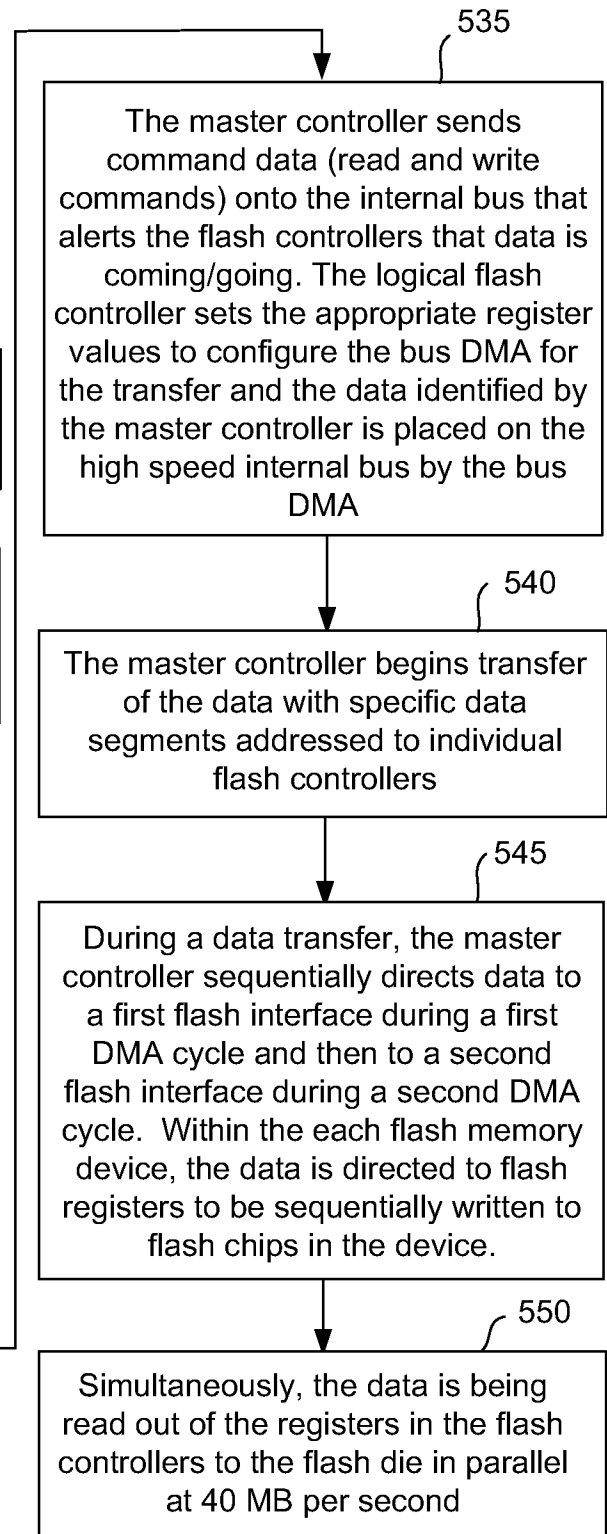 535
The master controller sends
command data (read and write
commands) onto the internal bus that
alerts the flash controllers that data is
coming/going. The logical flash
controller sets the appropriate register
values to configure the bus DMA for
the transfer and the data identified by
the master controller is placed on the
high speed internal bus by the bus
DMA
540
The master controller begins transfer
of the data with specific data
segments addressed to individual
flash controllers
545
During a data transfer, the master
controller sequentially directs data to
a first flash interface during a first
DMA cycle and then to a second
flash interface during a second DMA
cycle.  Within the each flash memory
device, the data is directed to flash
registers to be sequentially written to
flash chips in the device.
550
Simultaneously, the data is being
read out of the registers in the flash
controllers to the flash die in parallel
at 40 MB per second